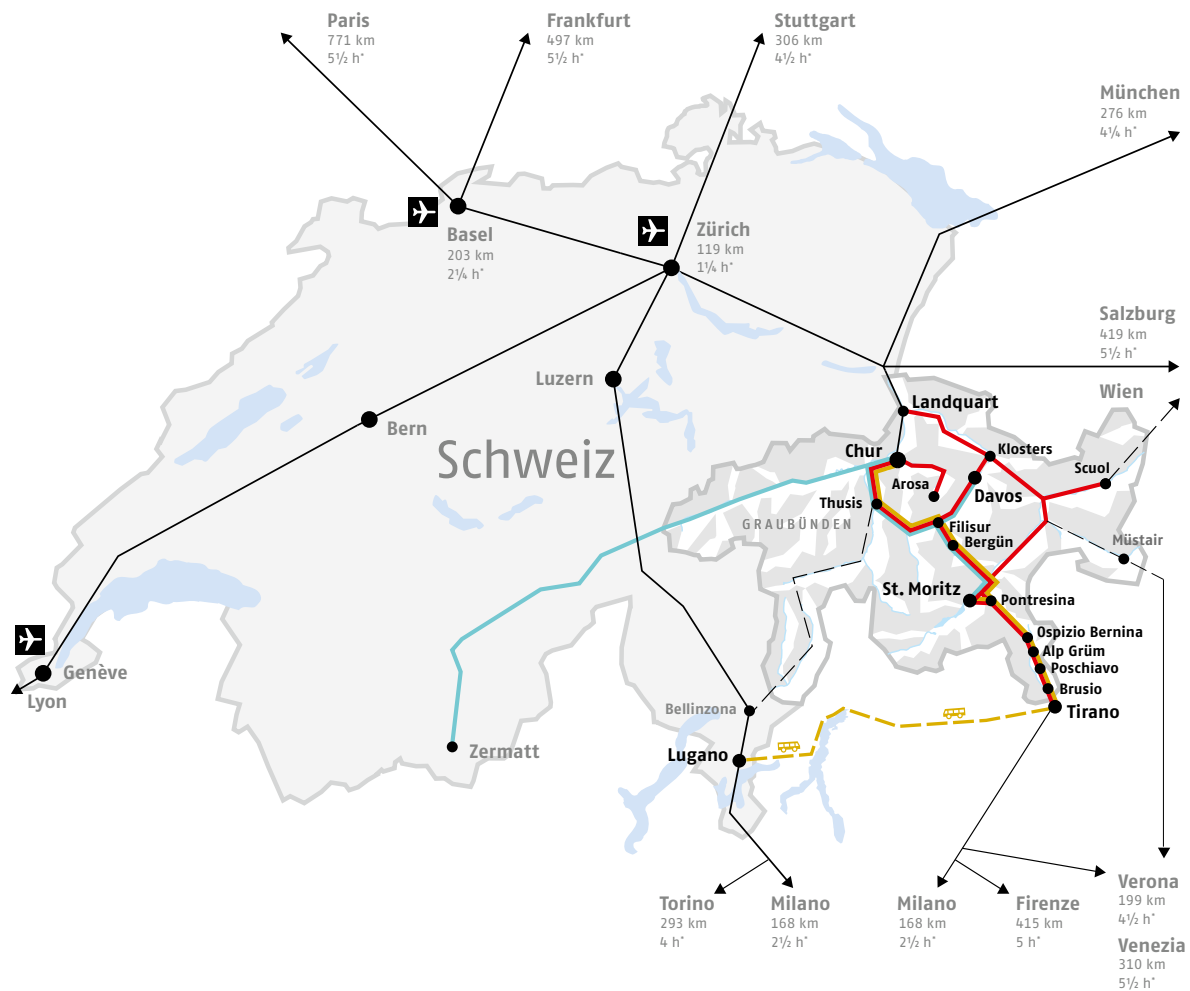 Paris
771 km
5½ h*
Frankfurt
497 km
5½ h*
Stuttgart
306 km
4½ h*
München
276 km
4¼ h*
Basel
203 km
2¼ h*
Zürich
119 km
1¼ h*
Salzburg
419 km
5½ h*
Wien
Luzern
Landquart
Bern
Schweiz
Chur
Klosters
Scuol
Arosa
Davos
Thusis
GRAUBÜNDEN
Filisur
Bergün
Müstair
St. Moritz
Pontresina
Ospizio Bernina
Alp Grüm
Poschiavo
Brusio
Genève
Lyon
Bellinzona
Tirano
Zermatt
Lugano
Torino
293 km
4 h*
Milano
168 km
2½ h*
Milano
168 km
2½ h*
Firenze
415 km
5 h*
Verona
199 km
4½ h*
Venezia
310 km
5½ h*